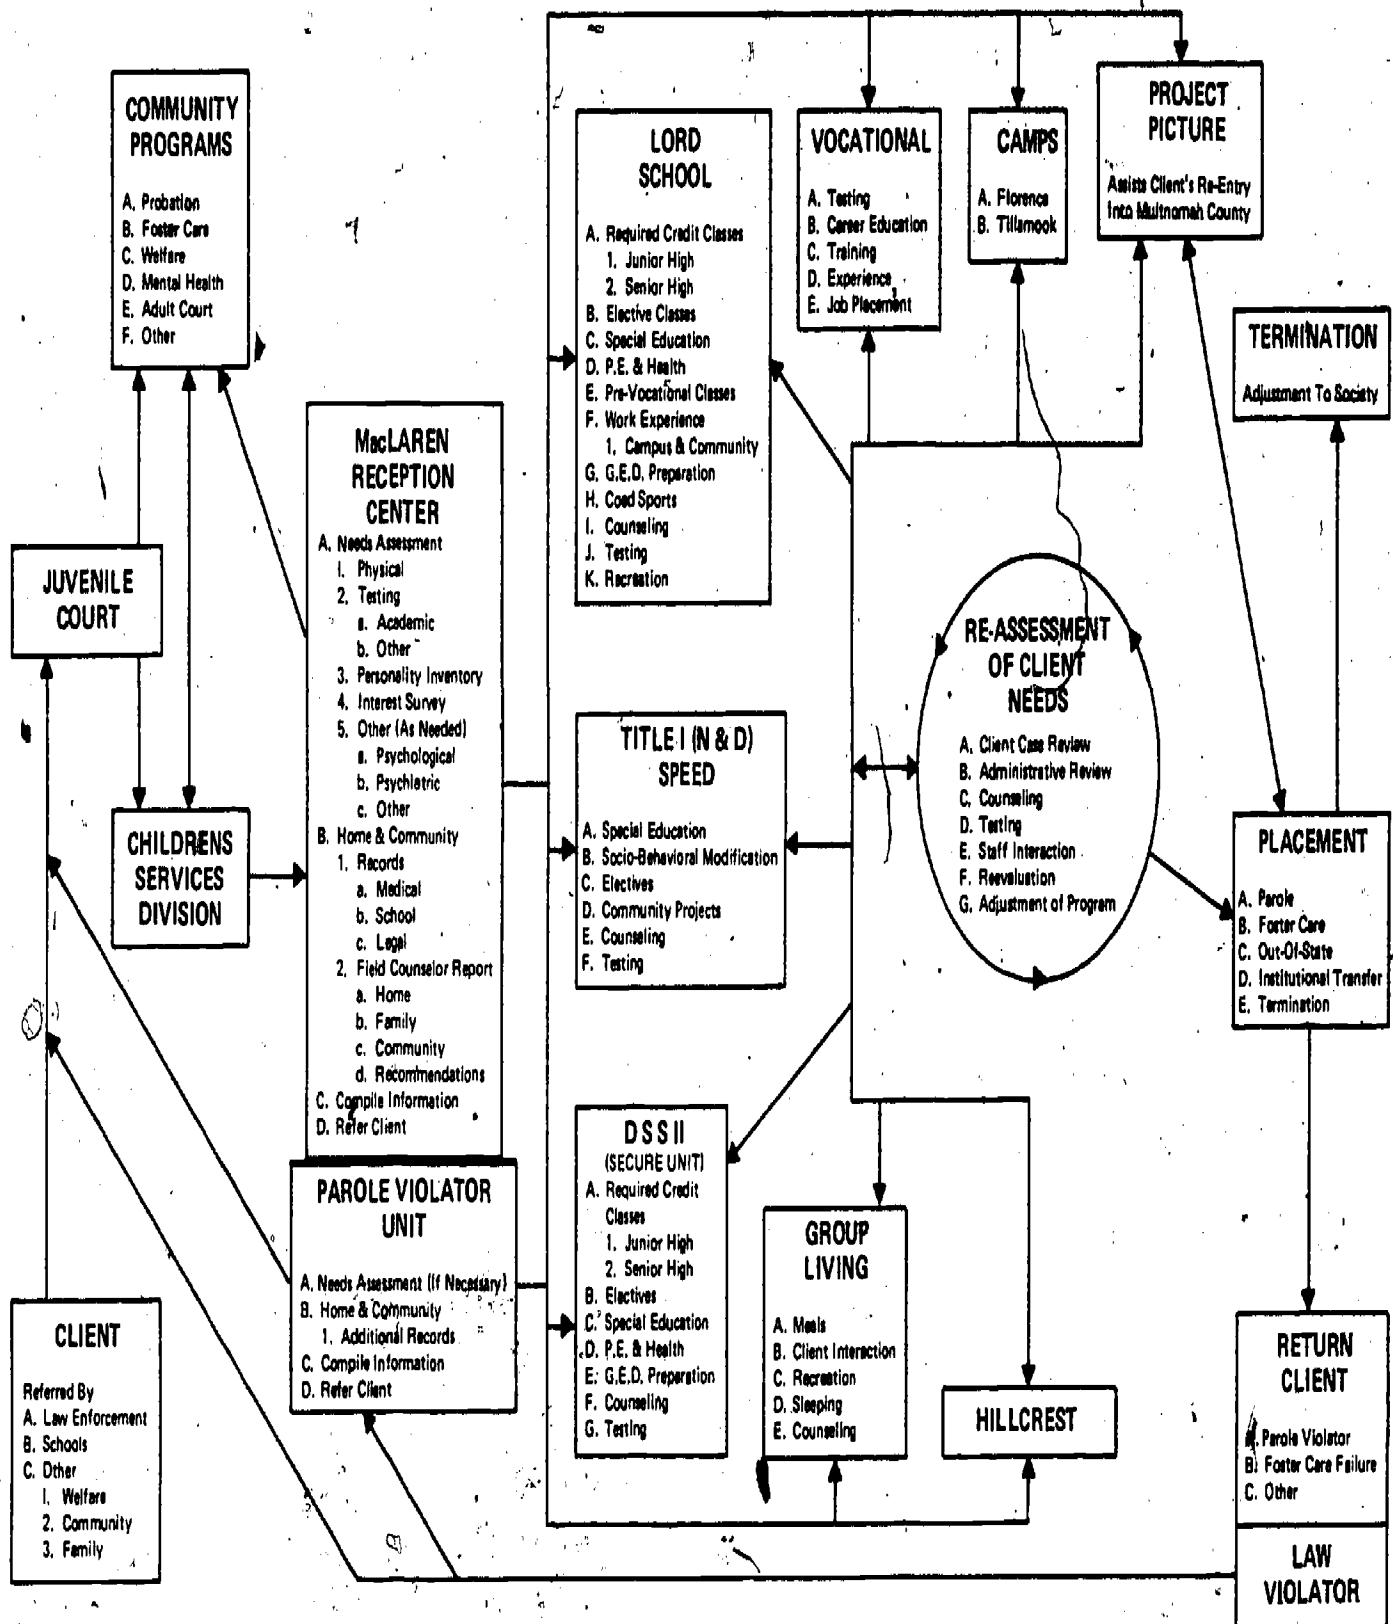 COMMUNITY
PROGRAMS
A. Probation
B. Foster Care
C. Welfare
D. Mental Health
E. Adult Court
F. Other
JUVENILE
COURT
CHILDRENS
SERVICES
DIVISION
CLIENT
Referred By
A. Law Enforcement
B. Schools
C. Other
1. Welfare
2. Community
3. Family
MacLAREN
RECEPTION
CENTER
A. Needs Assessment
1. Physical
2. Testing
a. Academic
b. Other
3. Personality Inventory
4. Interest Survey
5. Other (As Needed)
a. Psychological
b. Psychiatric
c. Other
B. Home & Community
1. Records
a. Medical
b. School
c. Legal
2. Field Counselor Report
a. Home
b. Family
c. Community
d. Recommendations
C. Compile Information
D. Refer Client
PAROLE VIOLATOR
UNIT
A. Needs Assessment (If Necessary)
B. Home & Community
1. Additional Records
C. Compile Information
D. Refer Client
LORD
SCHOOL
A. Required Credit Classes
1. Junior High
2. Senior High
B. Elective Classes
C. Special Education
D. P.E. & Health
E. Pre-Vocational Classes
F. Work Experience
1. Campus & Community
G. G.E.D. Preparation
H. Coed Sports
I. Counseling
J. Testing
K. Recreation
TITLE I (N & D)
SPEED
A. Special Education
B. Socio-Behavioral Modification
C. Electives
D. Community Projects
E. Counseling
F. Testing
DSS II
(SECURE UNIT)
A. Required Credit
Classes
1. Junior High
2. Senior High
B. Electives
C. Special Education
D. P.E. & Health
E. G.E.D. Preparation
F. Counseling
G. Testing
VOCATIONAL
A. Testing
B. Career Education
C. Training
D. Experience
E. Job Placement
CAMPS
A. Florence
B. Tillamook
PROJECT
PICTURE
Assists Client's Re-Entry
Into Multnomah County
TERMINATION
Adjustment To Society
RE-ASSESSMENT
OF CLIENT
NEEDS
A. Client Case Review
B. Administrative Review
C. Counseling
D. Testing
E. Staff Interaction
F. Reevaluation
G. Adjustment of Program
PLACEMENT
A. Parole
B. Foster Care
C. Out-Of-State
D. Institutional Transfer
E. Termination
GROUP
LIVING
A. Meals
B. Client Interaction
C. Recreation
D. Sleeping
E. Counseling
HILLCREST
RETURN
CLIENT
A. Parole Violator
B. Foster Care Failure
C. Other
LAW
VIOLATOR